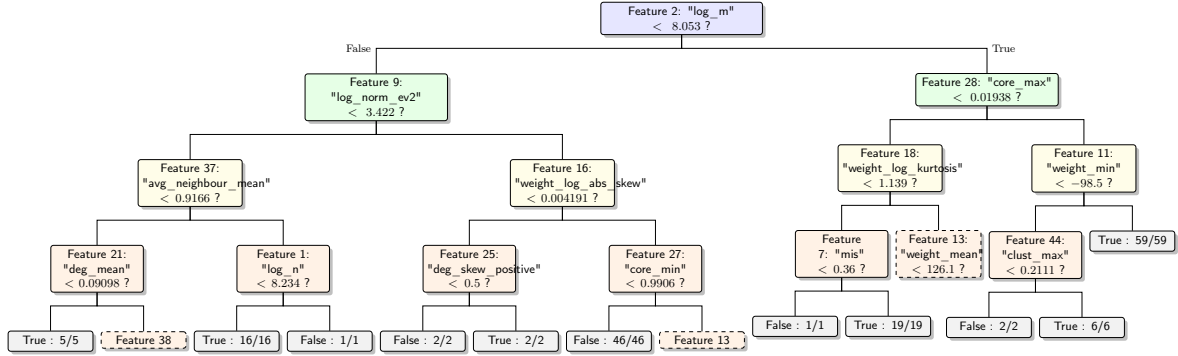 Feature 2: "log_m"
< 8.053 ?
False
True
Feature 9:
"log_norm_ev2"
< 3.422 ?
Feature 28: "core_max"
< 0.01938 ?
Feature 37:
"avg_neighbour_mean"
< 0.9166 ?
Feature 16:
"weight_log_abs_skew"
< 0.004191 ?
Feature 18:
"weight_log_kurtosis"
< 1.139 ?
Feature 11:
"weight_min"
< −98.5 ?
Feature 21:
"deg_mean"
< 0.09098 ?
Feature 1:
"log_n"
< 8.234 ?
Feature 25:
"deg_skew_positive"
< 0.5 ?
Feature 27:
"core_min"
< 0.9906 ?
Feature
7: "mis"
< 0.36 ?
Feature 13:
"weight_mean"
< 126.1 ?
Feature 44:
"clust_max"
< 0.2111 ?
True : 59/59
True : 5/5
Feature 38
True : 16/16
False : 1/1
False : 2/2
True : 2/2
False : 46/46
Feature 13
False : 1/1
True : 19/19
False : 2/2
True : 6/6